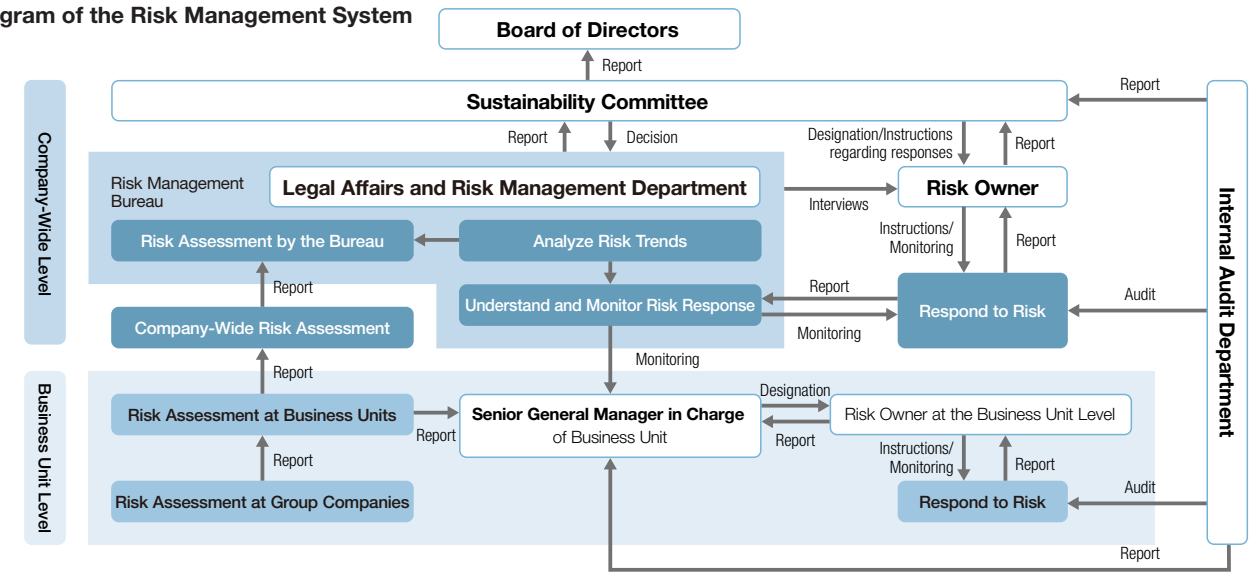 gram of the Risk Management System
Board of Directors
Report
Sustainability Committee
Report
Report
Decision
Designation/Instructions
regarding responses
Report
Company-Wide Level
Risk Management
Bureau
Legal Affairs and Risk Management Department
Interviews
Risk Owner
Internal Audit Department
Risk Assessment by the Bureau
Analyze Risk Trends
Instructions/
Monitoring
Report
Report
Understand and Monitor Risk Response
Report
Monitoring
Respond to Risk
Audit
Company-Wide Risk Assessment
Monitoring
Report
Business Unit Level
Risk Assessment at Business Units
Report
Senior General Manager in Charge
of Business Unit
Designation
Report
Risk Owner at the Business Unit Level
Report
Instructions/
Monitoring
Report
Risk Assessment at Group Companies
Respond to Risk
Audit
Report